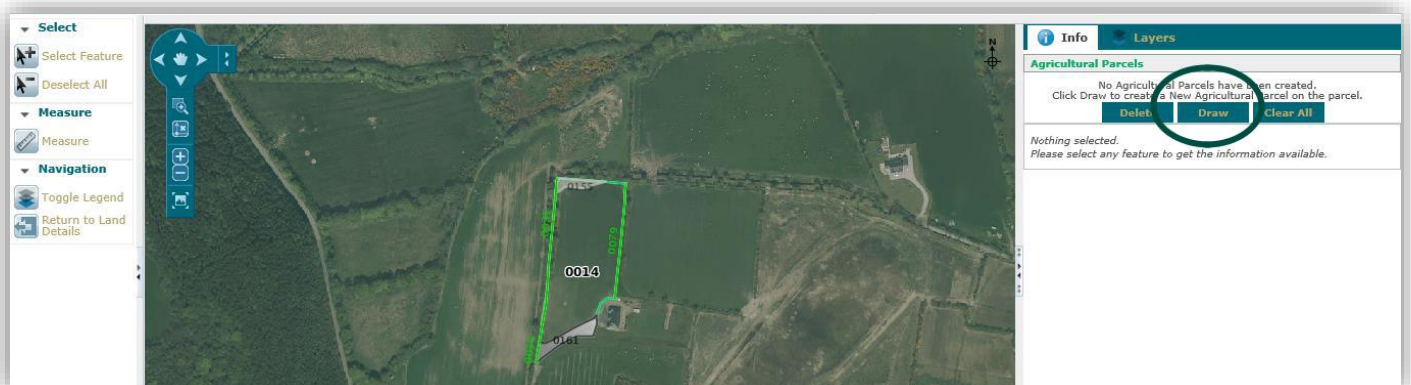 Select
Select Feature
Deselect All
Measure
Measure
Navigation
Toggle Legend
Return to Land
Details
N
0155
0079
0014
0161
Info
Layers
Agricultural Parcels
No Agricultural Parcels have been created.
Click Draw to create a New Agricultural Parcel on the parcel.
Delete
Draw
Clear All
Nothing selected.
Please select any feature to get the information available.